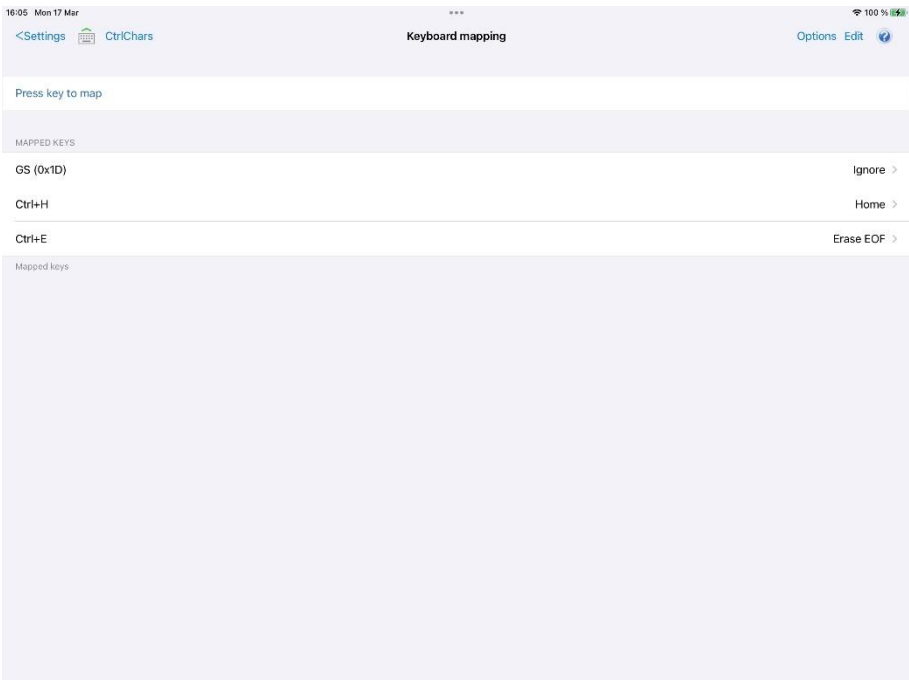 16:05 Mon 17 Mar 100 %
<Settings CtrlChars Keyboard mapping Options Edit ?
Press key to map
MAPPED KEYS
GS (0x1D) Ignore >
Ctrl+H Home >
Ctrl+E Erase EOF >
Mapped keys